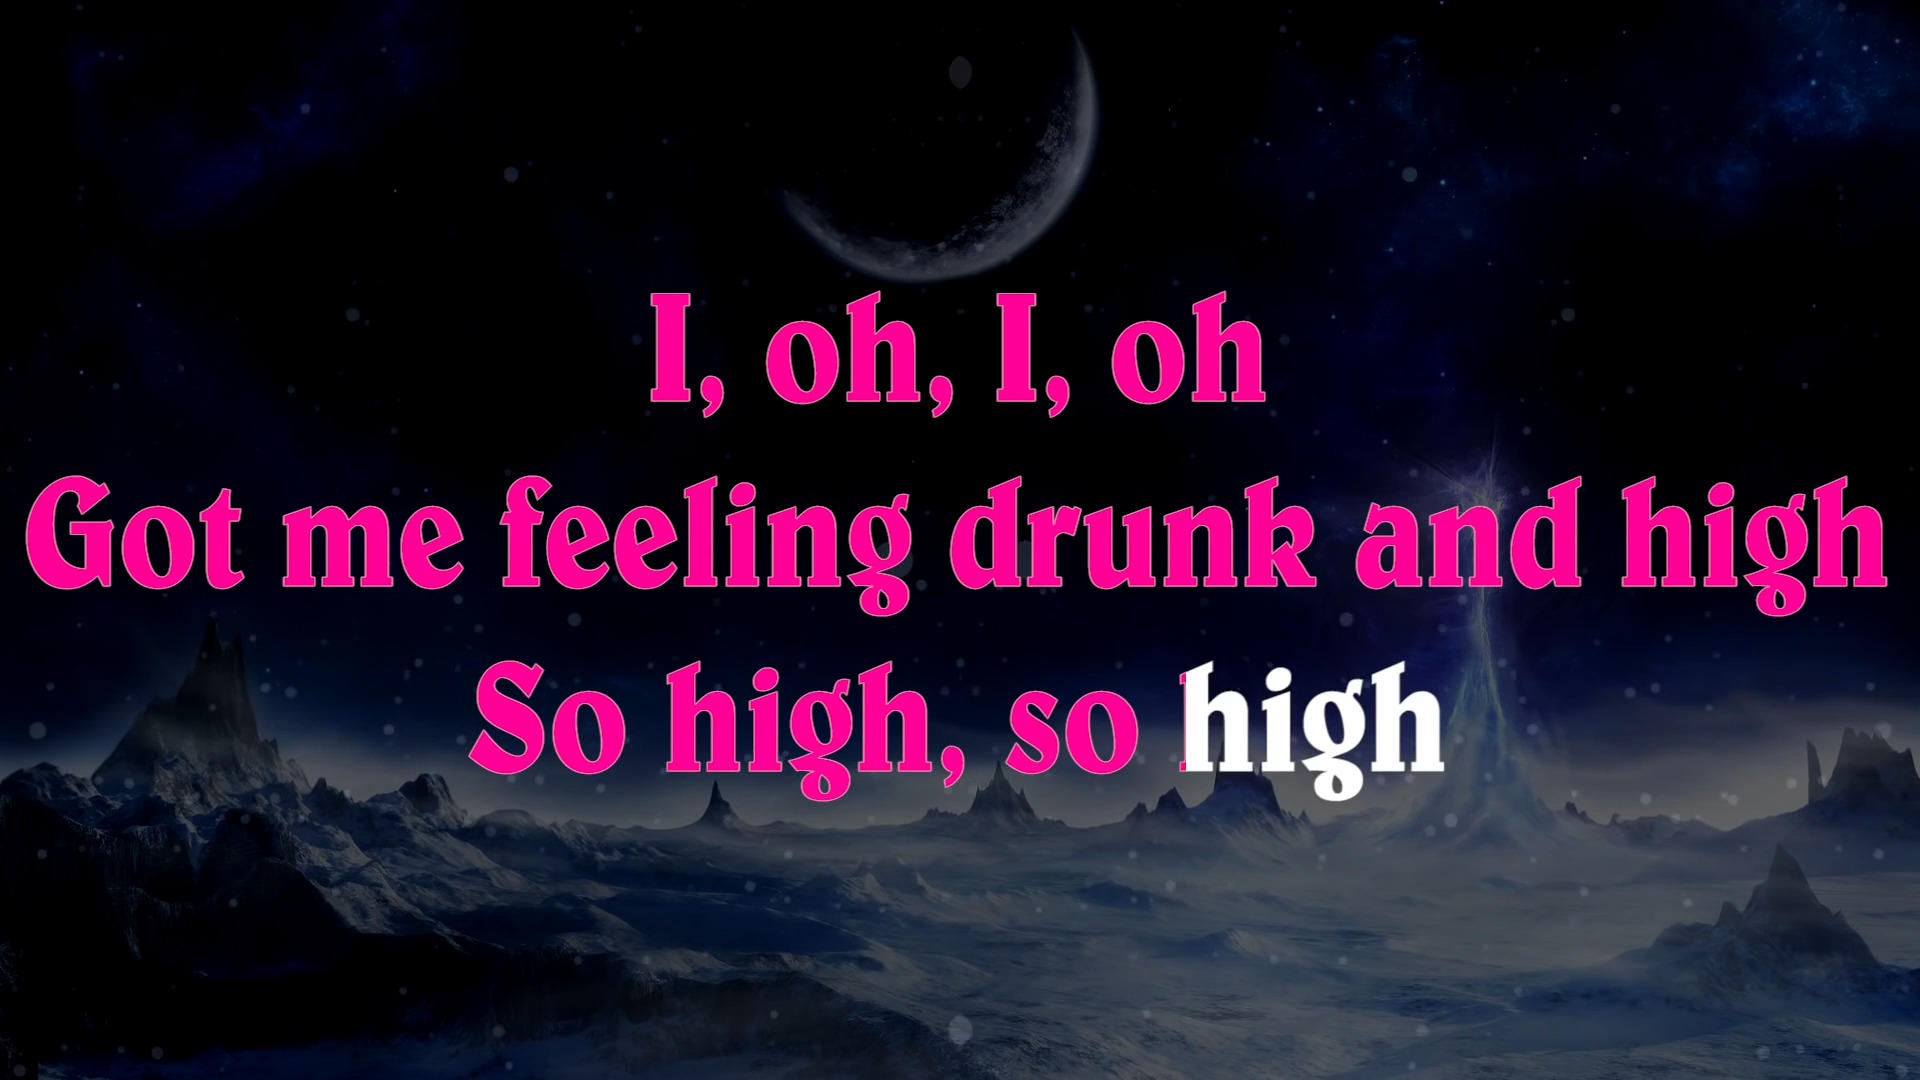 I, oh, I, oh
Got me feeling drunk and high
So high, so high